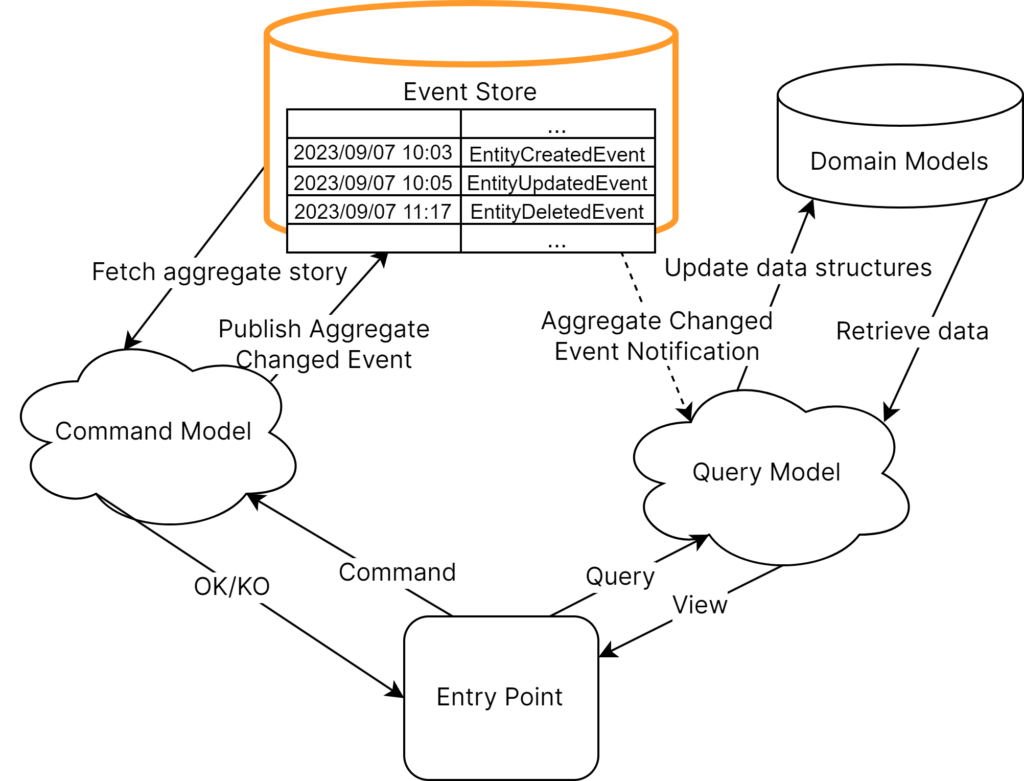 Event Store
...
2023/09/07 10:03 EntityCreatedEvent
2023/09/07 10:05 EntityUpdatedEvent
2023/09/07 11:17 EntityDeletedEvent
...
Domain Models
Fetch aggregate story
Publish Aggregate
Changed Event
Aggregate Changed
Event Notification
Update data structures
Retrieve data
Command Model
Query Model
OK/KO
Command
Query
View
Entry Point